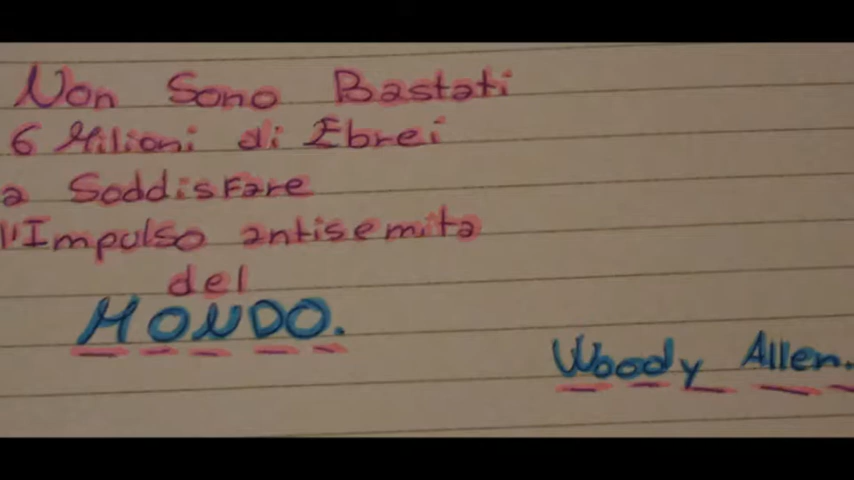 Non Sono Bastati
6 Milioni di Ebrei
a Soddisfare
l'Impulso antisemita
del
MONDO.
Woody Allen.